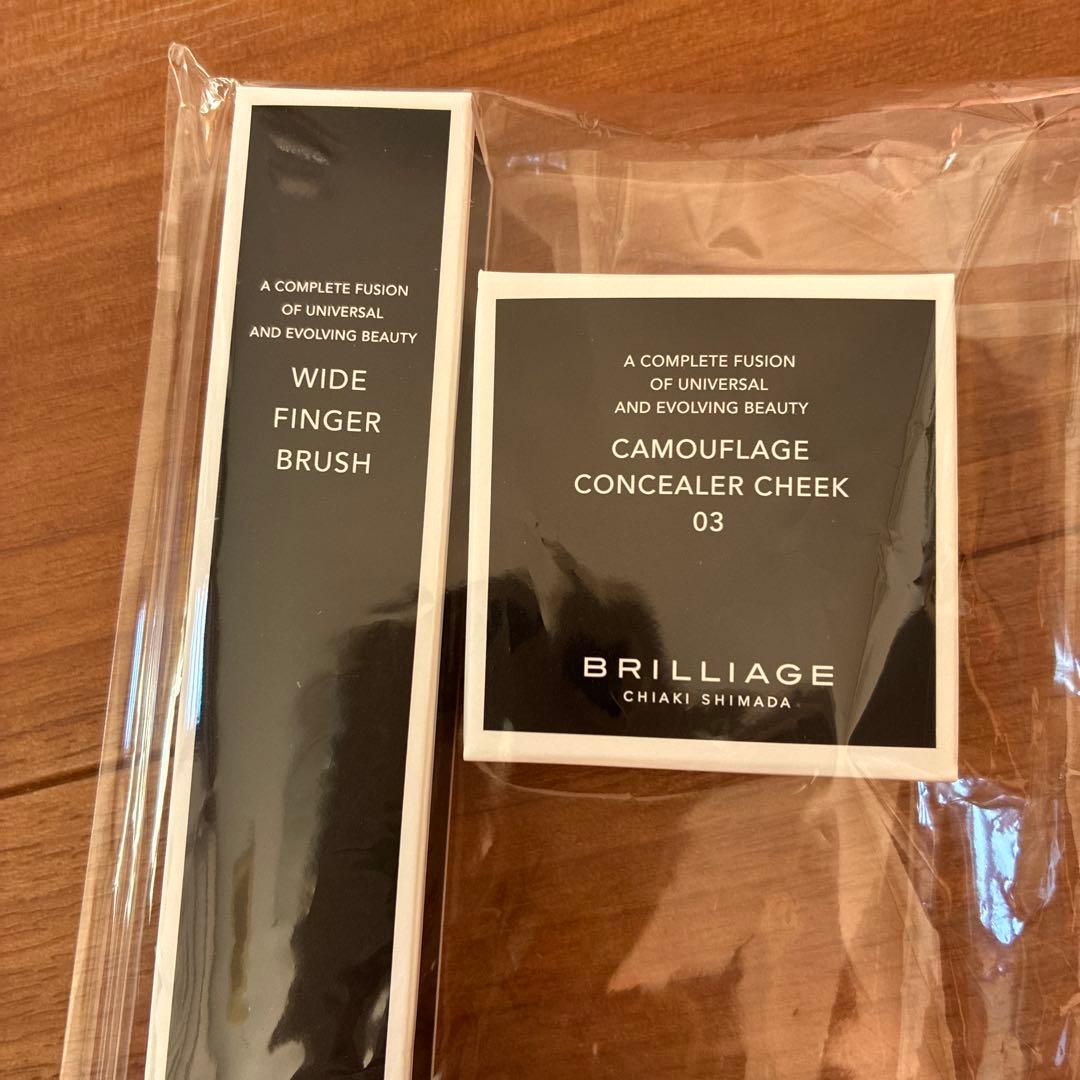 A COMPLETE FUSION
OF UNIVERSAL
AND EVOLVING BEAUTY
WIDE
FINGER
BRUSH
A COMPLETE FUSION
OF UNIVERSAL
AND EVOLVING BEAUTY
CAMOUFLAGE
CONCEALER CHEEK
03
BRILLIAGE
CHIAKI SHIMADA